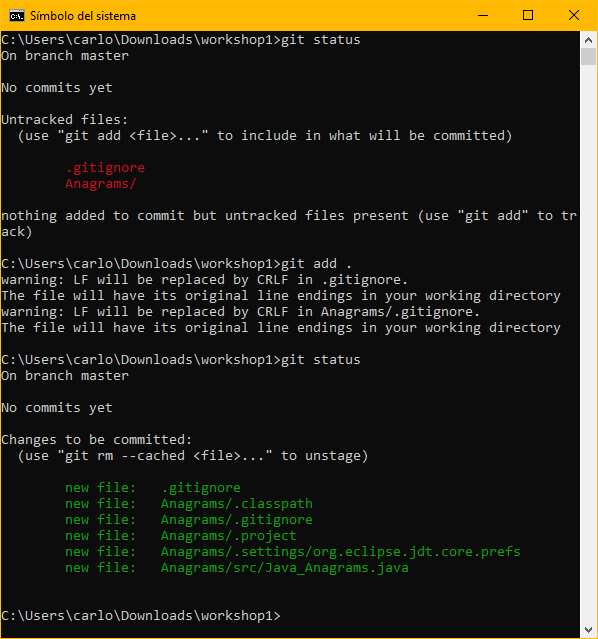 Símbolo del sistema
C:\Users\carlo\Downloads\workshop1>git status
On branch master
No commits yet
Untracked files:
  (use "git add <file>..." to include in what will be committed)
        .gitignore
        Anagrams/
nothing added to commit but untracked files present (use "git add" to tr
ack)
C:\Users\carlo\Downloads\workshop1>git add .
warning: LF will be replaced by CRLF in .gitignore.
The file will have its original line endings in your working directory
warning: LF will be replaced by CRLF in Anagrams/.gitignore.
The file will have its original line endings in your working directory
C:\Users\carlo\Downloads\workshop1>git status
On branch master
No commits yet
Changes to be committed:
  (use "git rm --cached <file>..." to unstage)
        new file:   .gitignore
        new file:   Anagrams/.classpath
        new file:   Anagrams/.gitignore
        new file:   Anagrams/.project
        new file:   Anagrams/.settings/org.eclipse.jdt.core.prefs
        new file:   Anagrams/src/Java_Anagrams.java
C:\Users\carlo\Downloads\workshop1>